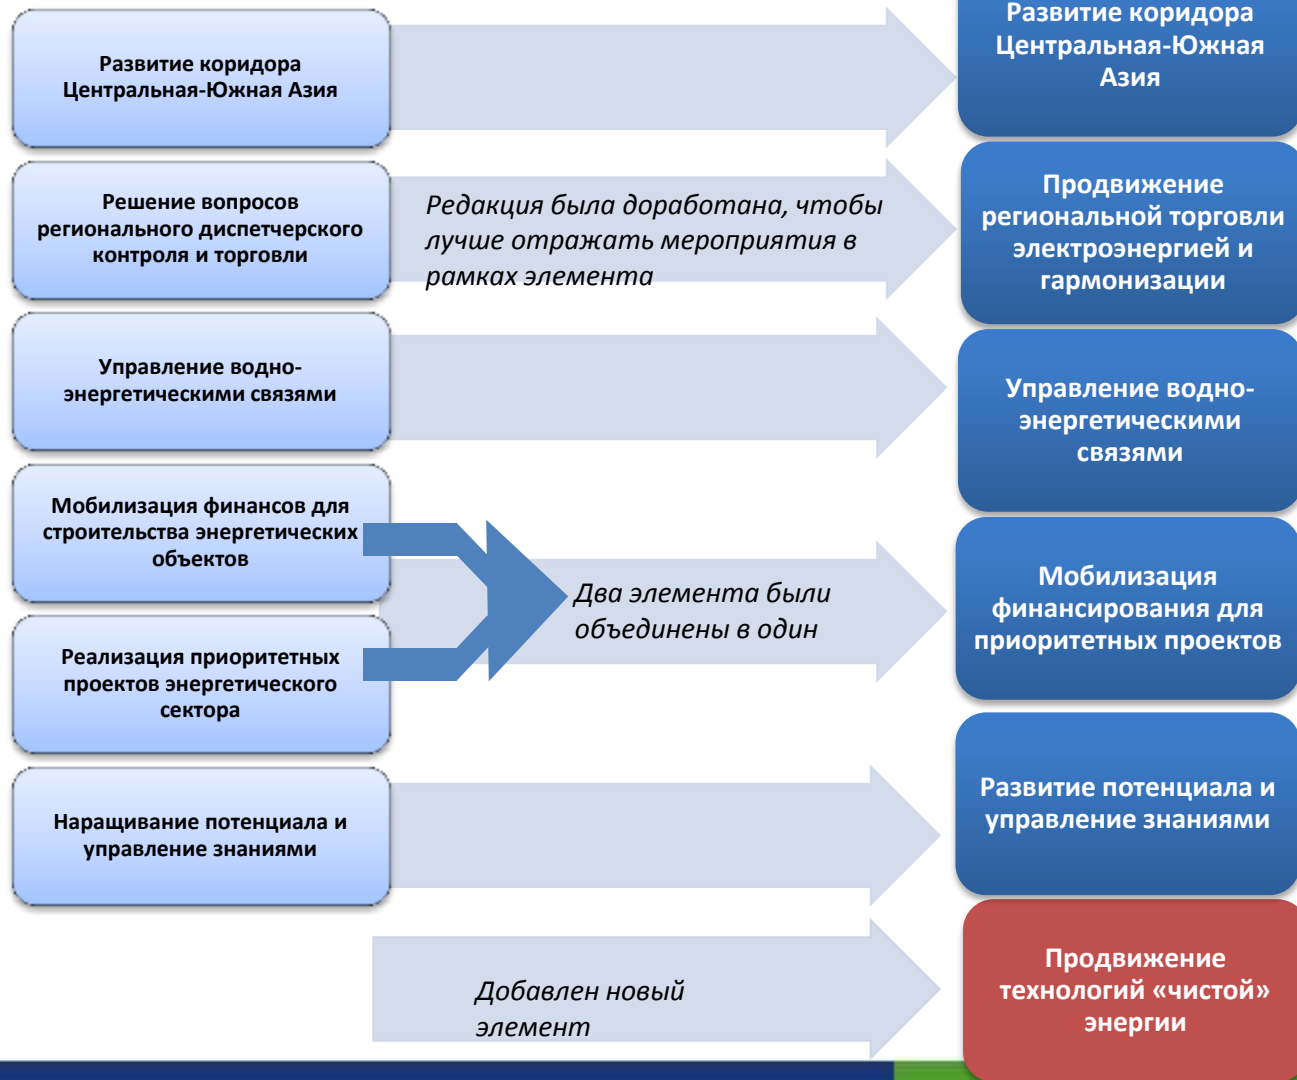 Развитие коридора
Центральная-Южная Азия
Развитие коридора
Центральная-Южная
Азия
Решение вопросов
регионального диспетчерского
контроля и торговли
Редакция была доработана, чтобы
лучше отражать мероприятия в
рамках элемента
Продвижение
региональной торговли
электроэнергией и
гармонизации
Управление водно-
энергетическими связями
Управление водно-
энергетическими
связями
Мобилизация финансов для
строительства энергетических
объектов
Реализация приоритетных
проектов энергетического
сектора
Два элемента были
объединены в один
Мобилизация
финансирования для
приоритетных проектов
Наращивание потенциала и
управление знаниями
Развитие потенциала и
управление знаниями
Добавлен новый
элемент
Продвижение
технологий «чистой»
энергии